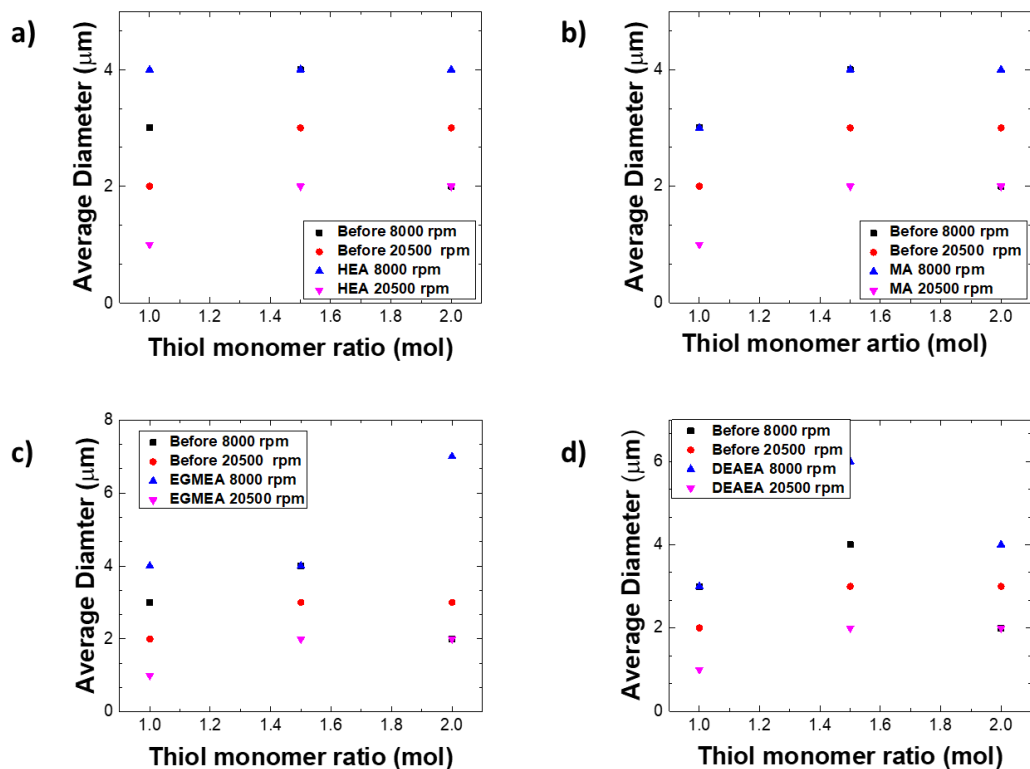 a)
Average Diameter (μm)
4
2
0
Before 8000 rpm
Before 20500 rpm
HEA 8000 rpm
HEA 20500 rpm
1.0 1.2 1.4 1.6 1.8 2.0
Thiol monomer ratio (mol)
b)
Average Diameter (μm)
4
2
0
Before 8000 rpm
Before 20500 rpm
MA 8000 rpm
MA 20500 rpm
1.0 1.2 1.4 1.6 1.8 2.0
Thiol monomer artio (mol)
c)
Average Diamter (μm)
8
6
4
2
0
Before 8000 rpm
Before 20500 rpm
EGMEA 8000 rpm
EGMEA 20500 rpm
1.0 1.2 1.4 1.6 1.8 2.0
Thiol monomer ratio (mol)
d)
Average Diameter (μm)
6
4
2
0
Before 8000 rpm
Before 20500 rpm
DEAEA 8000 rpm
DEAEA 20500 rpm
1.0 1.2 1.4 1.6 1.8 2.0
Thiol monomer ratio (mol)